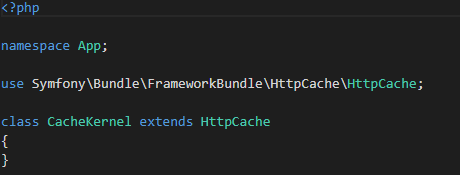 <?php
namespace App;
use Symfony\Bundle\FrameworkBundle\HttpCache\HttpCache;
class CacheKernel extends HttpCache
{
}